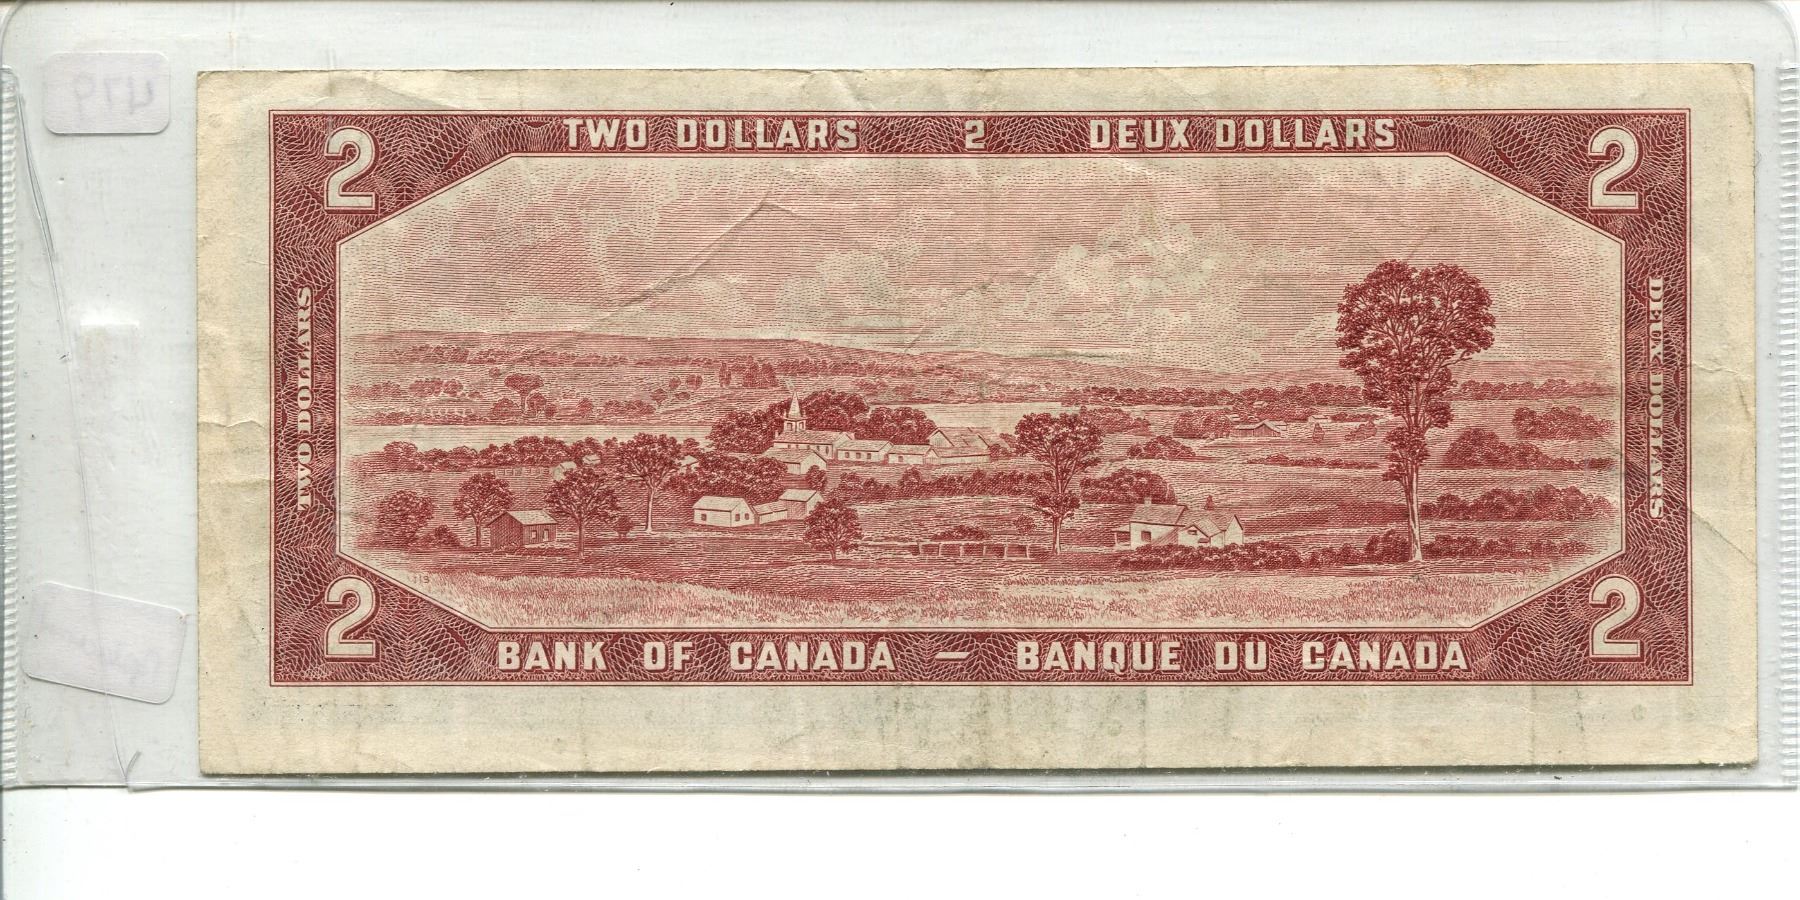 2 TWO DOLLARS 2 DEUX DOLLARS 2
TWO DOLLARS
DEUX DOLLARS
2 BANK OF CANADA — BANQUE DU CANADA 2